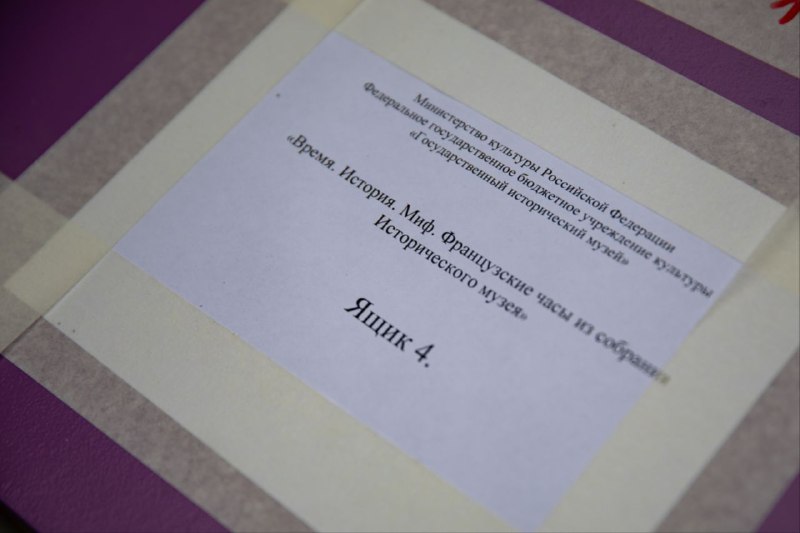 Министерство культуры Российской Федерации
Федеральное государственное бюджетное учреждение культуры
«Государственный исторический музей»
«Время. История. Миф. Французские часы из собрания
Исторического музея»
Ящик 4.